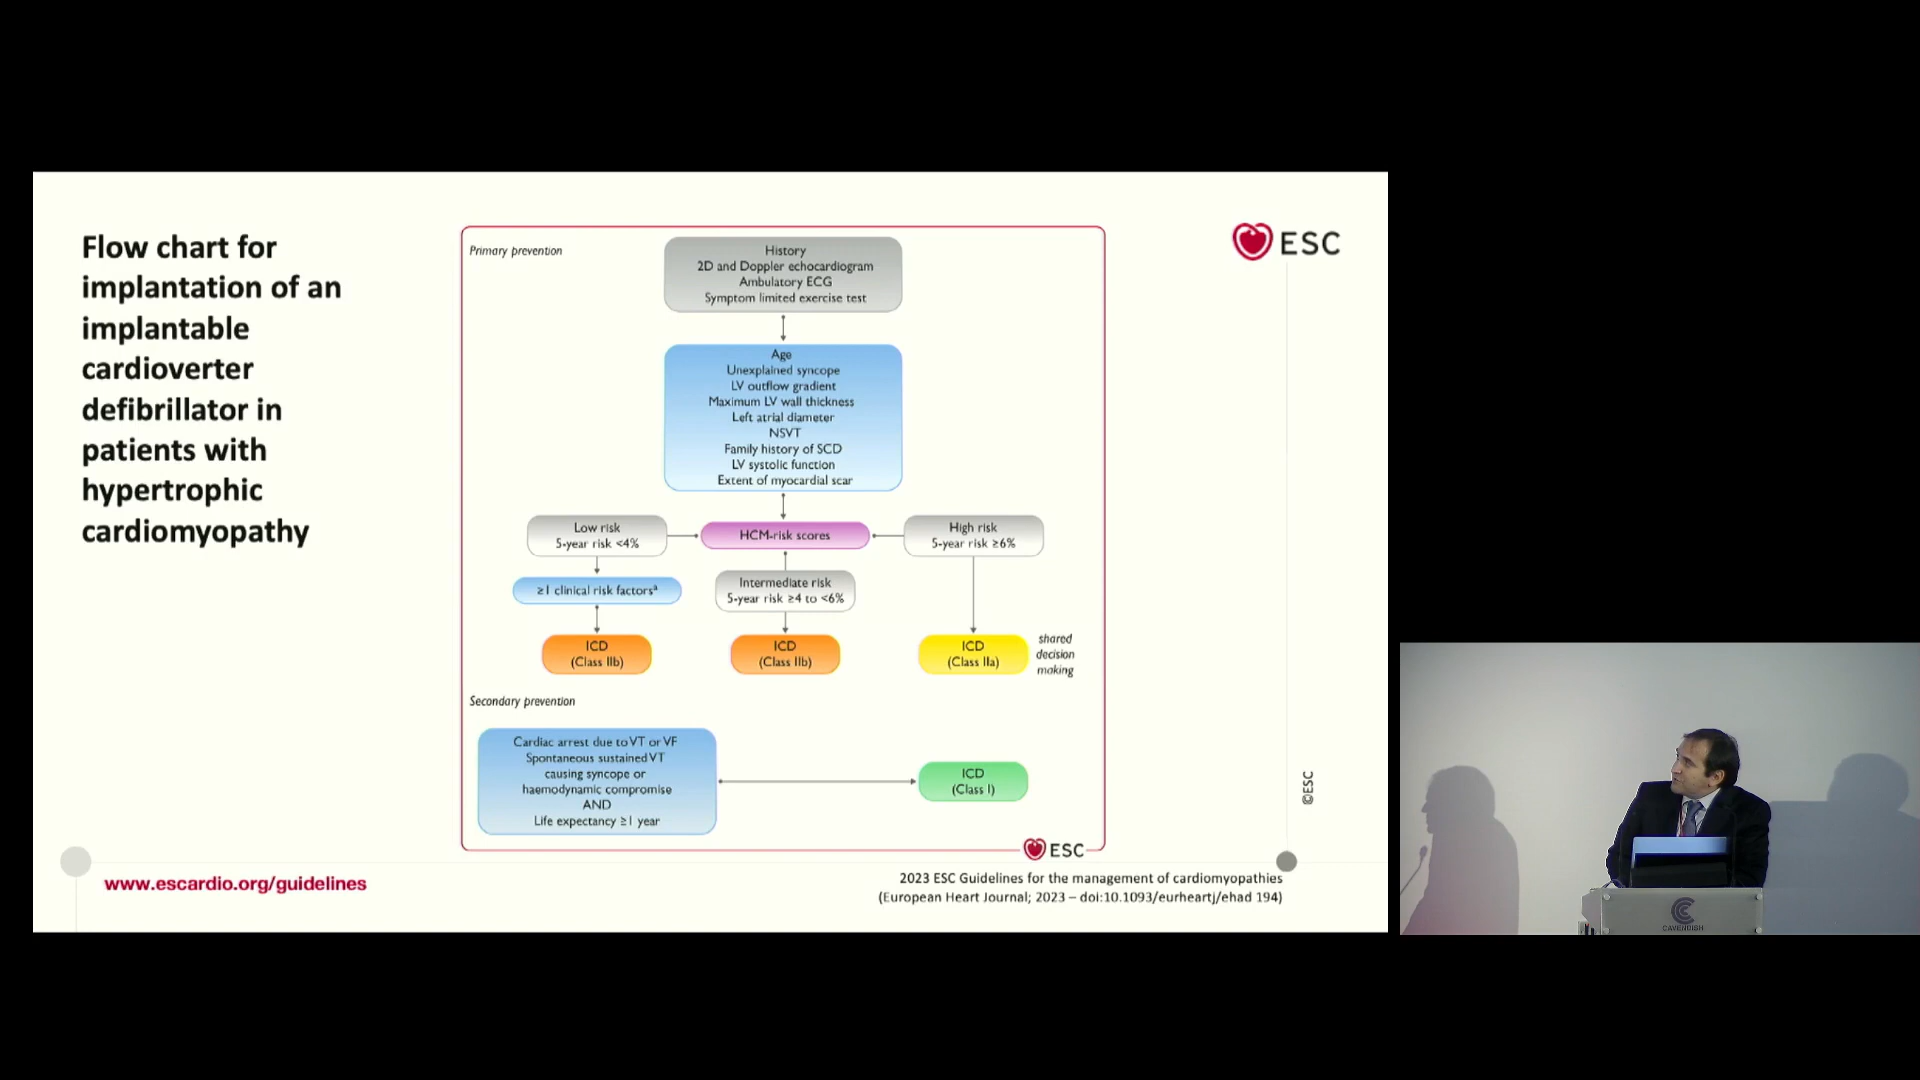 Flow chart for
implantation of an
implantable
cardioverter
defibrillator in
patients with
hypertrophic
cardiomyopathy
Primary prevention
History
2D and Doppler echocardiogram
Ambulatory ECG
Symptom limited exercise test
Age
Unexplained syncope
LV outflow gradient
Maximum LV wall thickness
Left atrial diameter
NSVT
Family history of SCD
LV systolic function
Extent of myocardial scar
Low risk
5-year risk <4%
HCM-risk scores
High risk
5-year risk ≥6%
≥1 clinical risk factorsª
Intermediate risk
5-year risk ≥4 to <6%
ICD
(Class IIb)
ICD
(Class IIb)
ICD
(Class IIa)
shared
decision
making
Secondary prevention
Cardiac arrest due to VT or VF
Spontaneous sustained VT
causing syncope or
haemodynamic compromise
AND
Life expectancy ≥1 year
ICD
(Class I)
ESC
ESC
©ESC
www.escardio.org/guidelines
2023 ESC Guidelines for the management of cardiomyopathies
(European Heart Journal; 2023 – doi:10.1093/eurheartj/ehad 194)
CAVENDISH